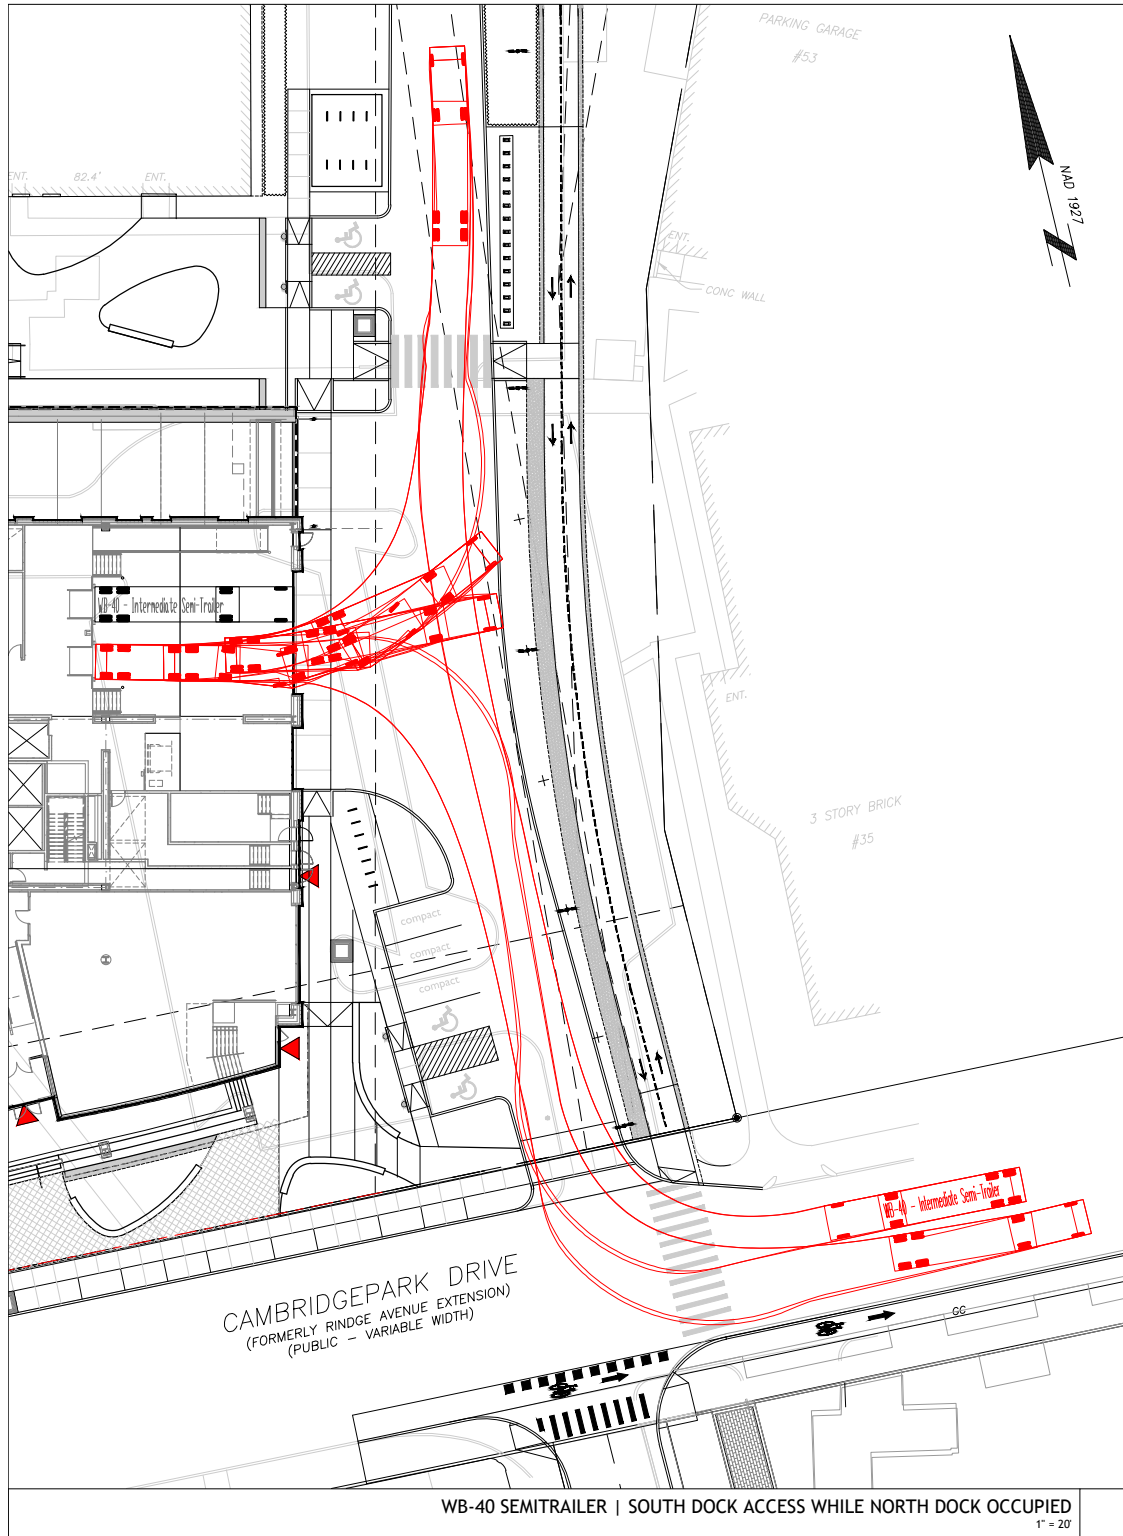 PARKING GARAGE
#53
NAD 1927
ENT.
82.4'
ENT.
ENT.
CONC WALL
WB-40 - Intermediate Semi-Trailer
ENT.
3 STORY BRICK
#35
compact
compact
compact
WB-40 - Intermediate Semi-Trailer
CAMBRIDGEPARK DRIVE
(FORMERLY RINDGE AVENUE EXTENSION)
(PUBLIC - VARIABLE WIDTH)
GC
WB-40 SEMITRAILER | SOUTH DOCK ACCESS WHILE NORTH DOCK OCCUPIED
1" = 20'